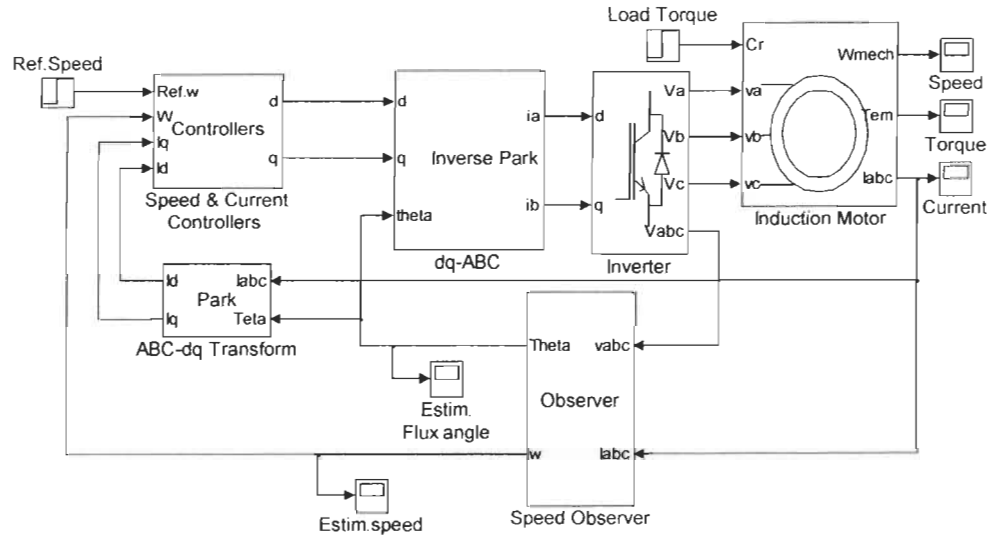 Load Torque
Ref.Speed
Ref.w
W
Iq
Id
Controllers
d
q
Speed & Current
Controllers
d
q
theta
Inverse Park
ia
ib
dq-ABC
d
q
Va
Vb
Vc
Vabc
Inverter
Cr
va
vb
vc
Wmech
Tem
Iabc
Induction Motor
Speed
Torque
Current
Id
Iq
Park
Iabc
Teta
ABC-dq Transform
Theta
vabc
Observer
Iw
Iabc
Speed Observer
Estim.
Flux angle
Estim.speed